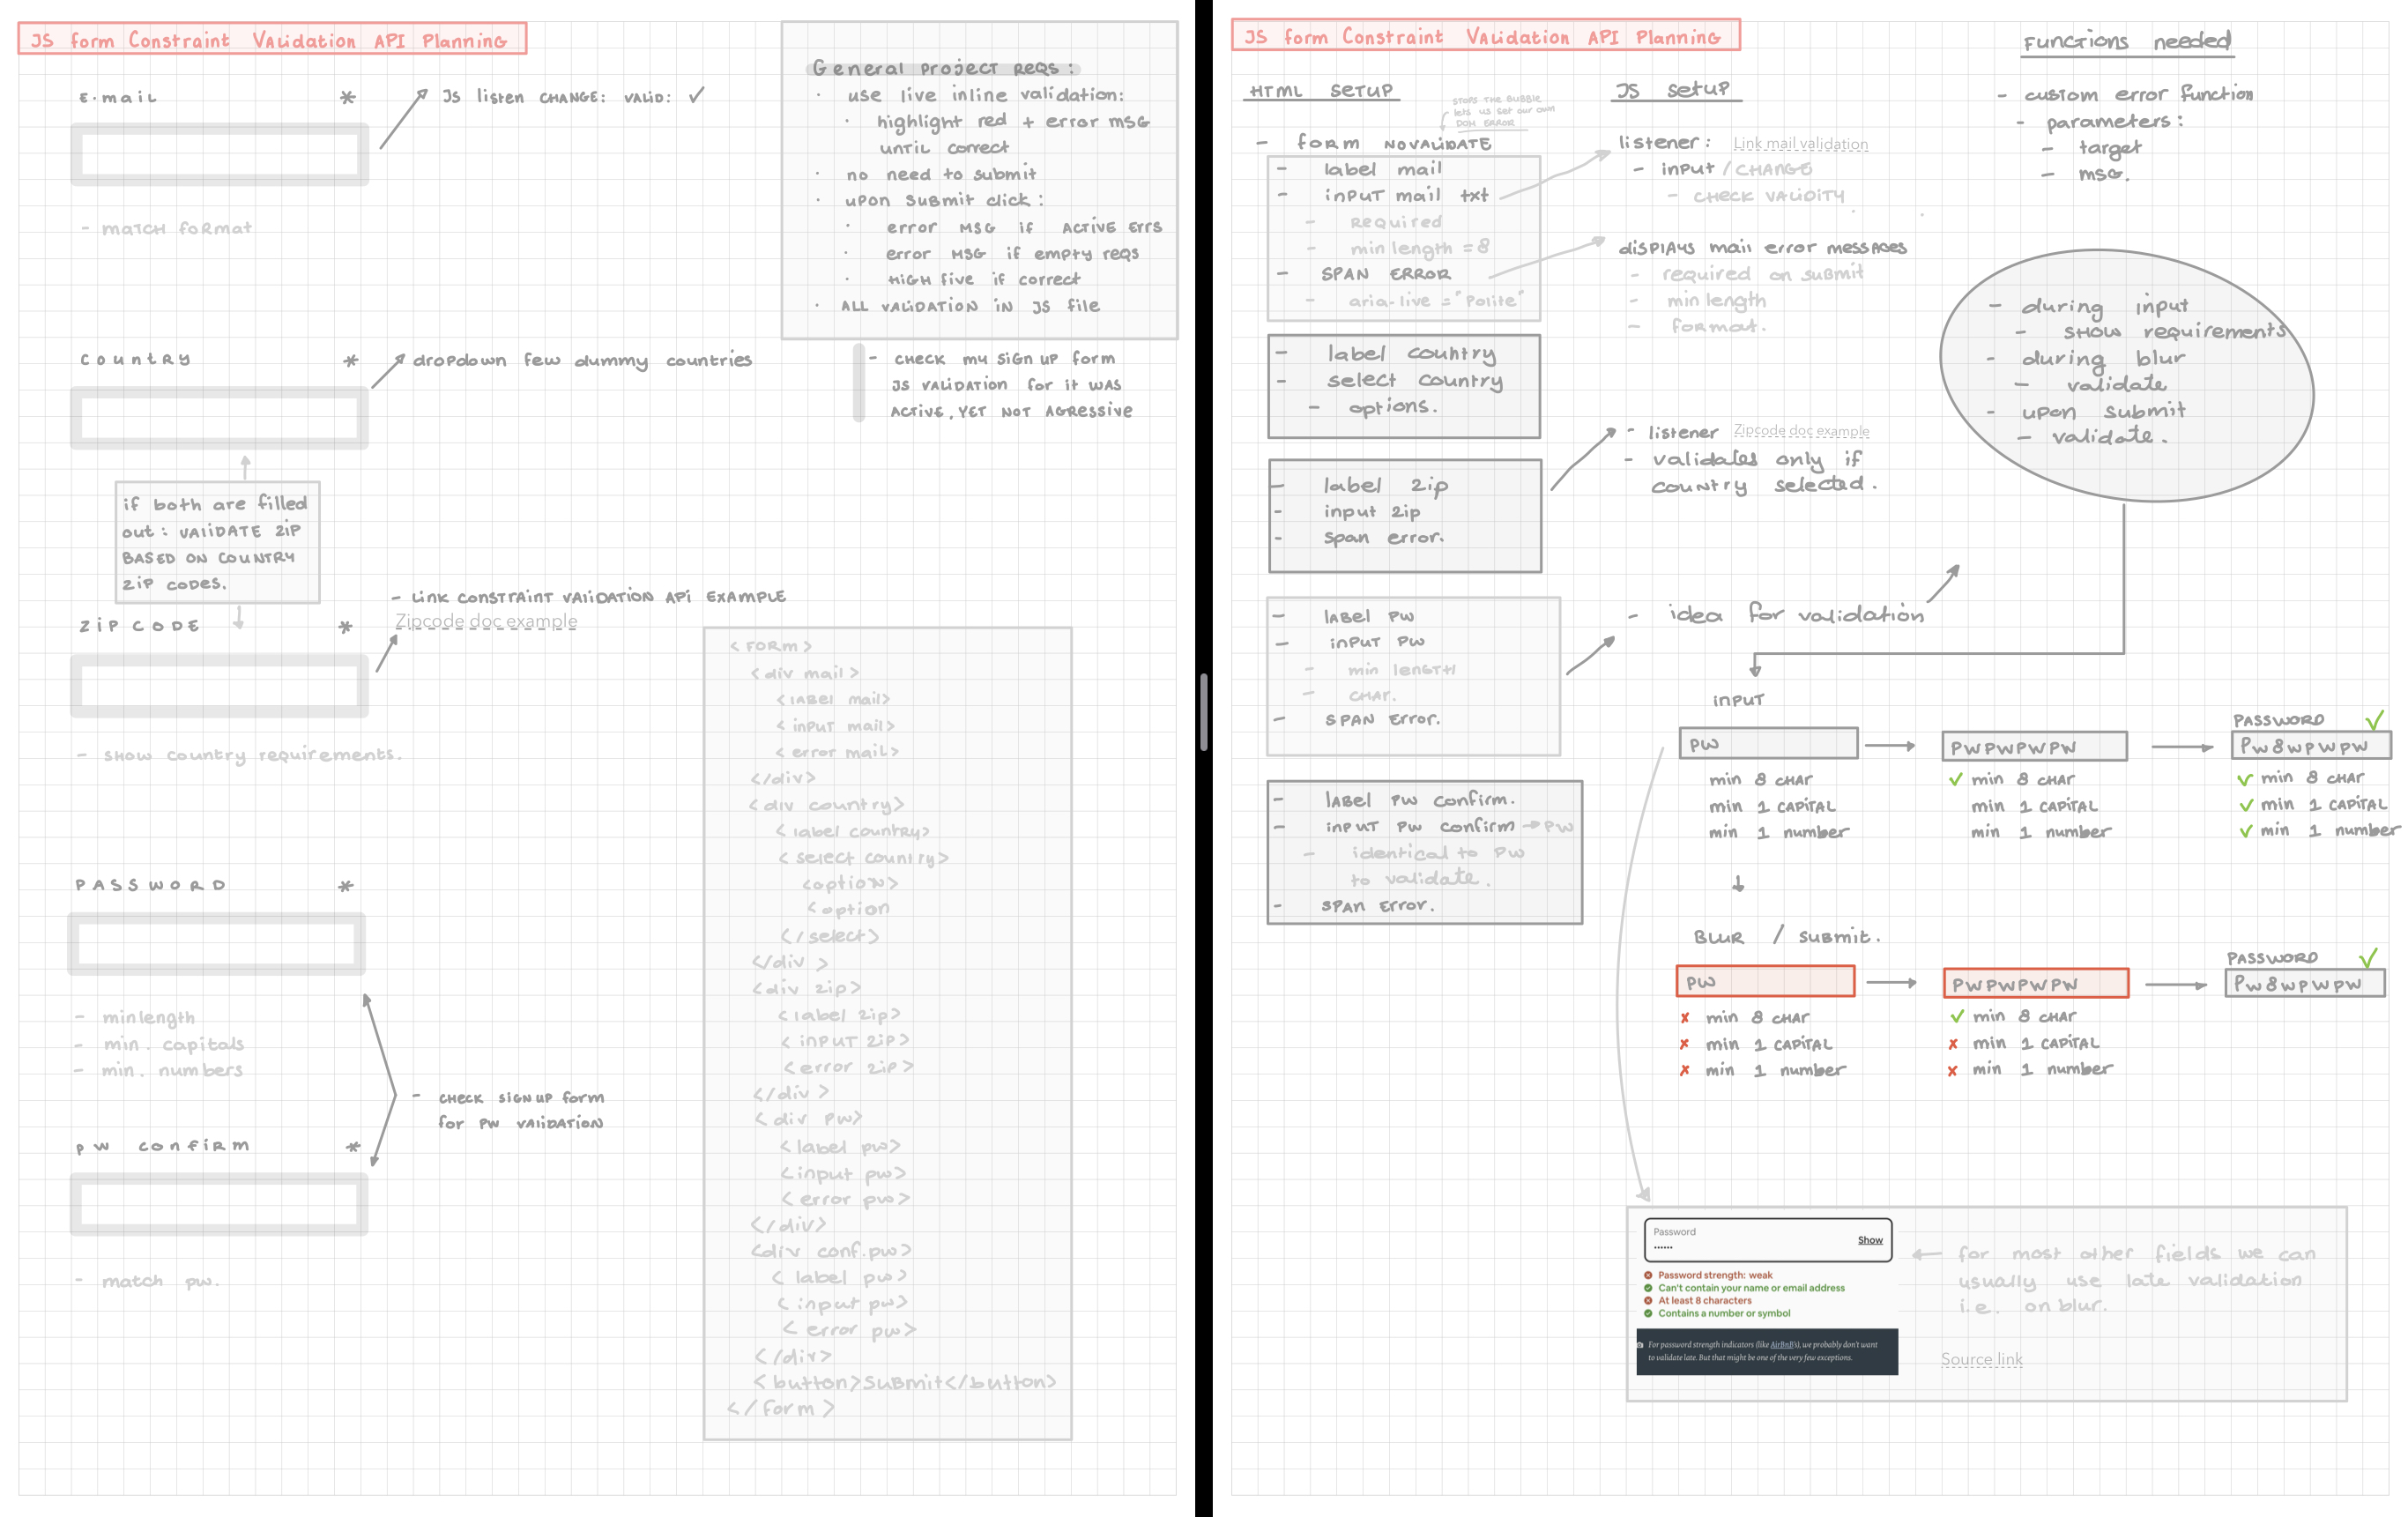 JS form Constraint Validation API Planning
E-mail *
JS listen CHANGE: VALID: ✓
- MATCH format
General project reqs:
· use live inline validation:
· highlight red + error MSG
until correct
· no need to submit
· upon submit click:
· error MSG if ACTIVE Errs
· error MSG if empty reqs
· HIGH five if correct
· ALL VALIDATION IN JS file
- CHECK my sign up form
JS VALIDATION for it WAS
ACTIVE, YET NOT AGRESSIVE
Country *
dropdown few dummy countries
if both are filled
out: VALIDATE ZIP
BASED ON COUNTRY
ZIP CODES.
ZIP CODE *
- LINK CONSTRAINT VALIDATION API EXAMPLE
Zipcode doc example
- SHOW country requirements.
PASSWORD *
- minlength
- min. capitals
- min. numbers
- CHECK SIGNUP form
for PW VALIDATION
pw confirm *
- match pw.
<FORM>
<div mail>
<LABEL mail>
<input mail>
<error mail>
</div>
<div country>
<label country>
<select country>
<option>
<option
</select>
</div>
<div zip>
<label zip>
<INPUT ZIP>
<error zip>
</div>
<div pw>
<label pw>
<input pw>
<error pw>
</div>
<div conf.pw>
<label pw>
<input pw>
<error pw>
</div>
<button>Submit</button>
</form>
JS form Constraint Validation API Planning
HTML SETUP
STOPS THE BUBBLE
lets us set our own
DOM ERROR
- form NOVALIDATE
- label mail
- input mail txt
- Required
- min length = 8
- SPAN ERROR
- aria-live = "Polite"
- label country
- select country
- options.
- label zip
- input zip
- span error.
- LABEL PW
- INPUT PW
- min LENGTH
- CHAR.
- SPAN Error.
- LABEL PW confirm.
- INPUT PW confirm → PW
- identical to PW
to validate.
- SPAN Error.
JS SETUP
listener: Link mail validation
- input / CHANGE
- CHECK VALIDITY
displays mail error messages
- required on submit
- min length
- format.
- listener Zipcode doc example
- validates only if
country selected.
- idea for validation
Functions needed
- custom error function
- parameters:
- target
- MSG.
- during input
- SHOW requirements
- during blur
- validate
- upon submit
- validate.
INPUT
PW
min 8 CHAR
min 1 CAPITAL
min 1 number
PWPWPWPW
✓ min 8 CHAR
min 1 CAPITAL
min 1 number
PASSWORD ✓
Pw8wpwpw
✓ min 8 CHAR
✓ min 1 CAPITAL
✓ min 1 number
BLUR / SUBMIT.
PW
✗ min 8 CHAR
✗ min 1 CAPITAL
✗ min 1 number
PWPWPWPW
✓ min 8 CHAR
✗ min 1 CAPITAL
✗ min 1 number
PASSWORD ✓
Pw8wpwpw
Password
······
Show
Password strength: weak
Can't contain your name or email address
At least 8 characters
Contains a number or symbol
For password strength indicators (like AirBnB's), we probably don't want
to validate late. But that might be one of the very few exceptions.
← for most other fields we can
usually use late validation
i.e. on blur.
Source link